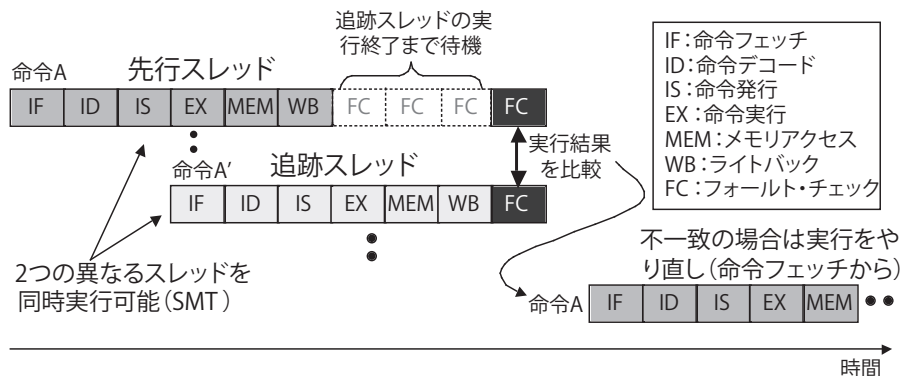 追跡スレッドの実
行終了まで待機
命令A
先行スレッド
IF ID IS EX MEM WB FC FC FC FC
命令A'
追跡スレッド
IF ID IS EX MEM WB FC
実行結果
を比較
IF:命令フェッチ
ID:命令デコード
IS:命令発行
EX:命令実行
MEM:メモリアクセス
WB:ライトバック
FC:フォールト・チェック
2つの異なるスレッドを
同時実行可能(SMT)
不一致の場合は実行をや
り直し(命令フェッチから)
命令A IF ID IS EX MEM
時間